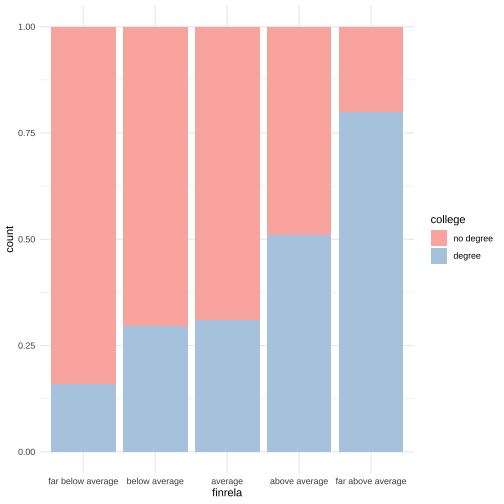 1.00
0.75
0.50
0.25
0.00
count
far below average
below average
average
above average
far above average
finrela
college
no degree
degree